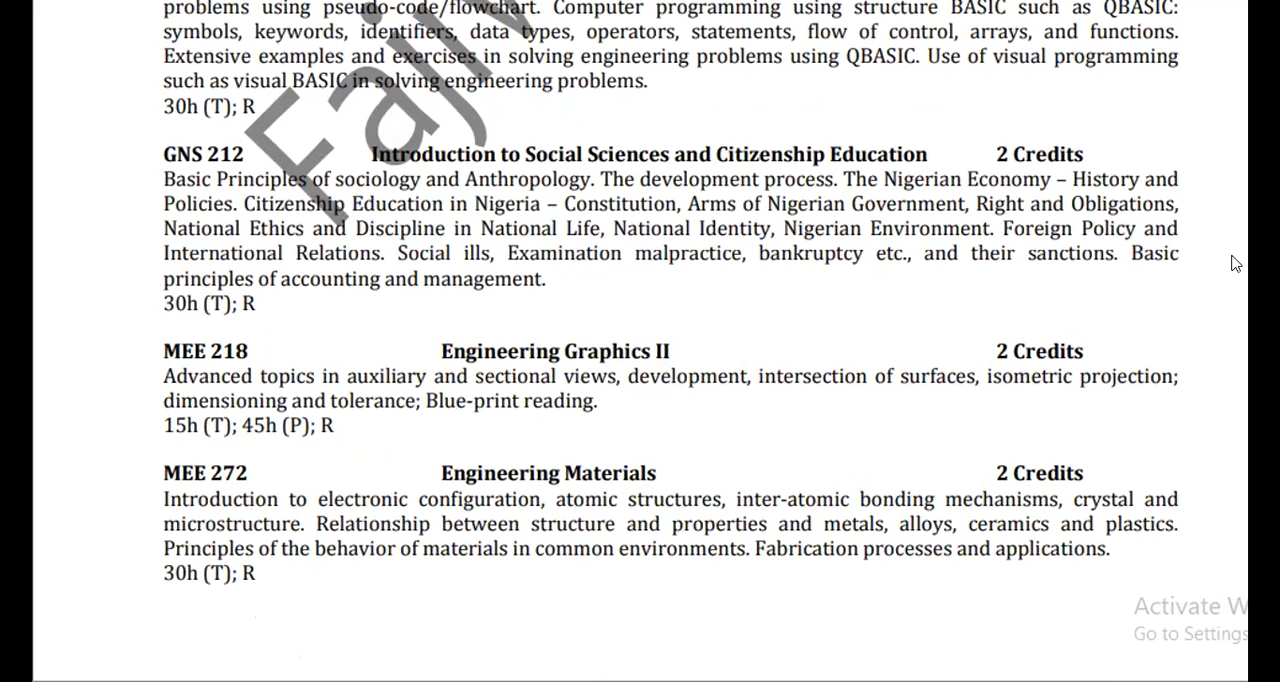 problems using pseudo-code/flowchart. Computer programming using structure BASIC such as QBASIC:
symbols, keywords, identifiers, data types, operators, statements, flow of control, arrays, and functions.
Extensive examples and exercises in solving engineering problems using QBASIC. Use of visual programming
such as visual BASIC in solving engineering problems.
30h (T); R
GNS 212 Introduction to Social Sciences and Citizenship Education 2 Credits
Basic Principles of sociology and Anthropology. The development process. The Nigerian Economy – History and
Policies. Citizenship Education in Nigeria – Constitution, Arms of Nigerian Government, Right and Obligations,
National Ethics and Discipline in National Life, National Identity, Nigerian Environment. Foreign Policy and
International Relations. Social ills, Examination malpractice, bankruptcy etc., and their sanctions. Basic
principles of accounting and management.
30h (T); R
MEE 218 Engineering Graphics II 2 Credits
Advanced topics in auxiliary and sectional views, development, intersection of surfaces, isometric projection;
dimensioning and tolerance; Blue-print reading.
15h (T); 45h (P); R
MEE 272 Engineering Materials 2 Credits
Introduction to electronic configuration, atomic structures, inter-atomic bonding mechanisms, crystal and
microstructure. Relationship between structure and properties and metals, alloys, ceramics and plastics.
Principles of the behavior of materials in common environments. Fabrication processes and applications.
30h (T); R
Activate W
Go to Settings